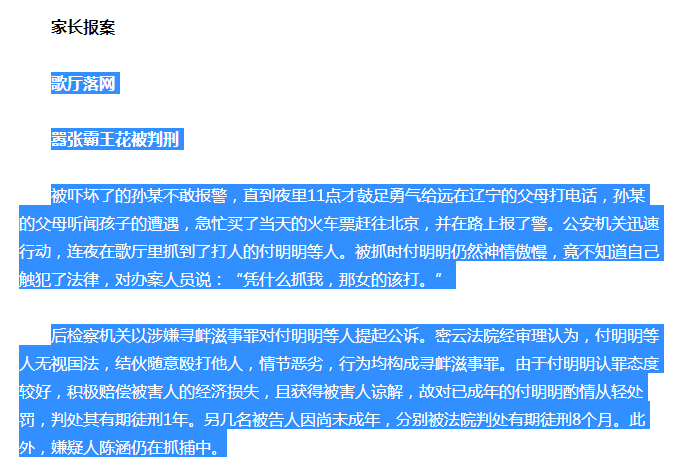 家长报案
歌厅落网
嚣张霸王花被判刑
被吓坏了的孙某不敢报警，直到夜里11点才鼓足勇气给远在辽宁的父母打电话，孙某
的父母听闻孩子的遭遇，急忙买了当天的火车票赶往北京，并在路上报了警。公安机关迅速
行动，连夜在歌厅里抓到了打人的付明明等人。被抓时付明明仍然神情傲慢，竟不知道自己
触犯了法律，对办案人员说：“凭什么抓我，那女的该打。”
后检察机关以涉嫌寻衅滋事罪对付明明等人提起公诉。密云法院经审理认为，付明明等
人无视国法，结伙随意殴打他人，情节恶劣，行为均构成寻衅滋事罪。由于付明明认罪态度
较好，积极赔偿被害人的经济损失，且获得被害人谅解，故对已成年的付明明酌情从轻处
罚，判处其有期徒刑1年。另几名被告人因尚未成年，分别被法院判处有期徒刑8个月。此
外，嫌疑人陈涵仍在抓捕中。